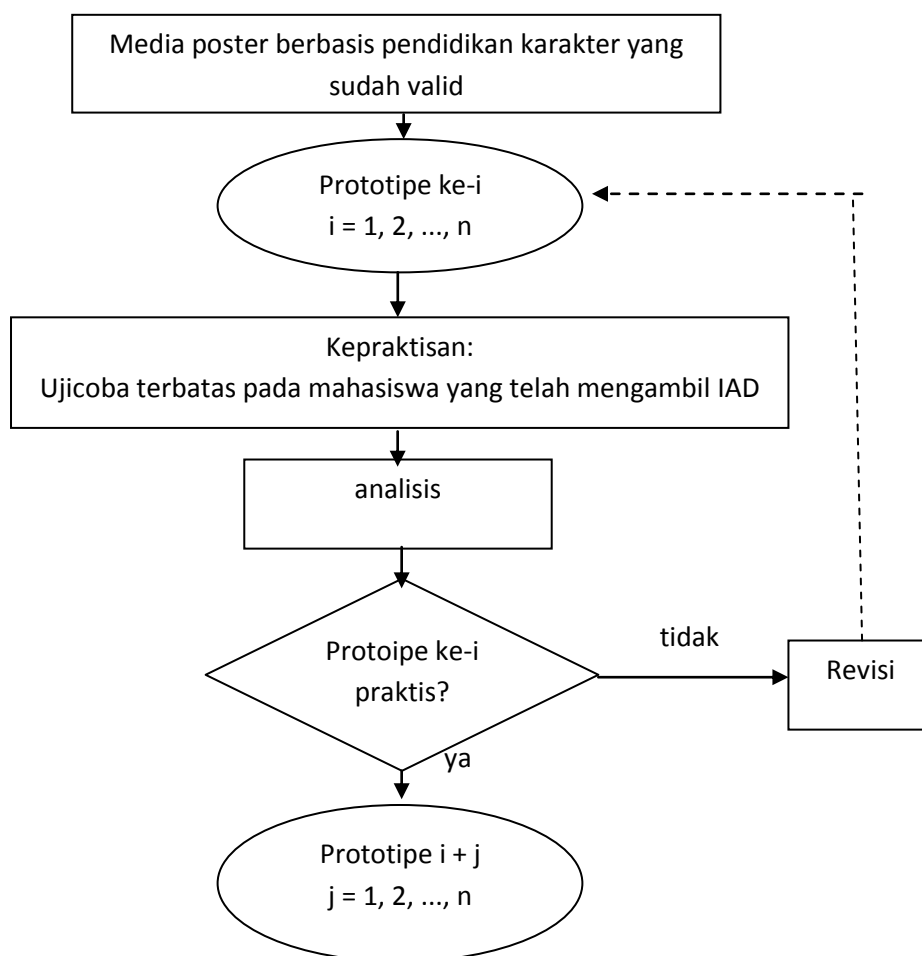 Media poster berbasis pendidikan karakter yang
sudah valid
Prototipe ke-i
i = 1, 2, ..., n
Kepraktisan:
Ujicoba terbatas pada mahasiswa yang telah mengambil IAD
analisis
Protoipe ke-i
praktis?
tidak
Revisi
ya
Prototipe i + j
j = 1, 2, ..., n